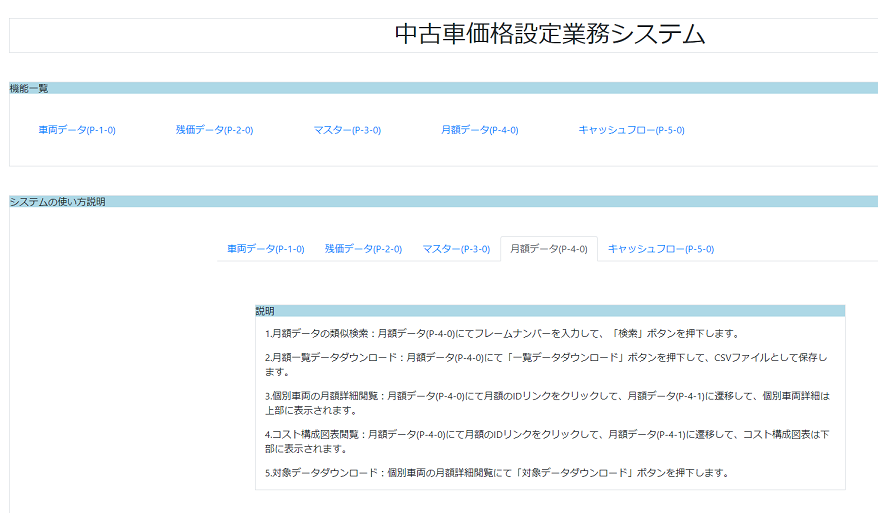 中古車価格設定業務システム
機能一覧
車両データ(P-1-0) 残価データ(P-2-0) マスター(P-3-0) 月額データ(P-4-0) キャッシュフロー(P-5-0)
システムの使い方説明
車両データ(P-1-0) 残価データ(P-2-0) マスター(P-3-0) 月額データ(P-4-0) キャッシュフロー(P-5-0)
説明
1.月額データの類似検索：月額データ(P-4-0)にてフレームナンバーを入力して、「検索」ボタンを押下します。
2.月額一覧データダウンロード：月額データ(P-4-0)にて「一覧データダウンロード」ボタンを押下して、CSVファイルとして保存し
ます。
3.個別車両の月額詳細閲覧：月額データ(P-4-0)にて月額のIDリンクをクリックして、月額データ(P-4-1)に遷移して、個別車両詳細は
上部に表示されます。
4.コスト構成図表閲覧：月額データ(P-4-0)にて月額のIDリンクをクリックして、月額データ(P-4-1)に遷移して、コスト構成図表は下
部に表示されます。
5.対象データダウンロード：個別車両の月額詳細閲覧にて「対象データダウンロード」ボタンを押下します。